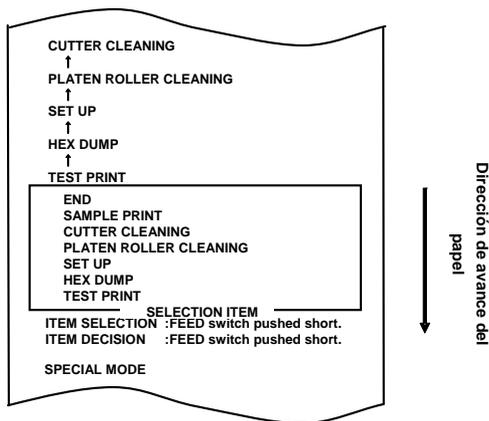 CUTTER CLEANING
↑
PLATEN ROLLER CLEANING
↑
SET UP
↑
HEX DUMP
↑
TEST PRINT
END
SAMPLE PRINT
CUTTER CLEANING
PLATEN ROLLER CLEANING
SET UP
HEX DUMP
TEST PRINT
SELECTION ITEM
ITEM SELECTION :FEED switch pushed short.
ITEM DECISION :FEED switch pushed short.
SPECIAL MODE
Dirección de avance del
papel